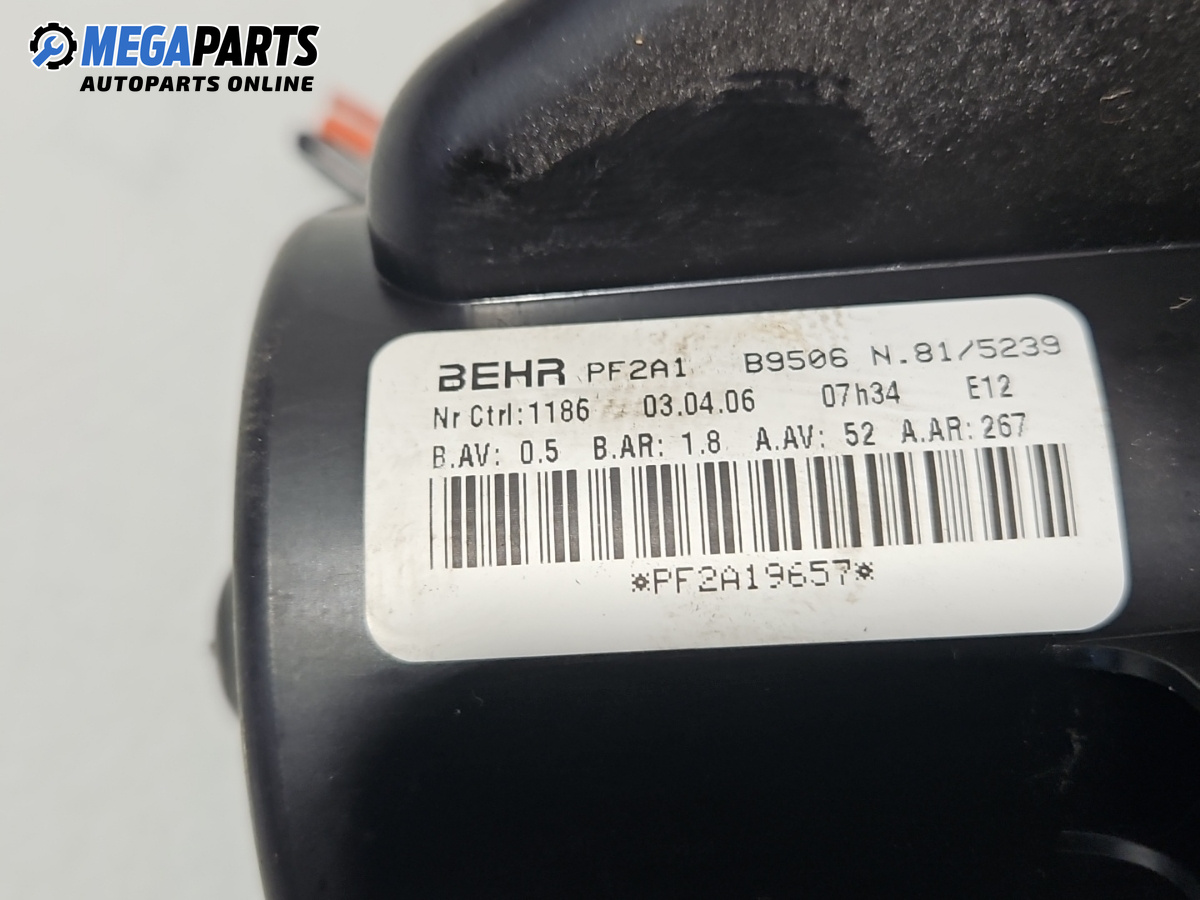 MEGAPARTS
AUTOPARTS ONLINE
BEHR PF2A1 B9506 N.81/5239
Nr Ctrl:1186 03.04.06 07h34 E12
B.AV: 0.5 B.AR: 1.8 A.AV: 52 A.AR: 267
*PF2A19657*